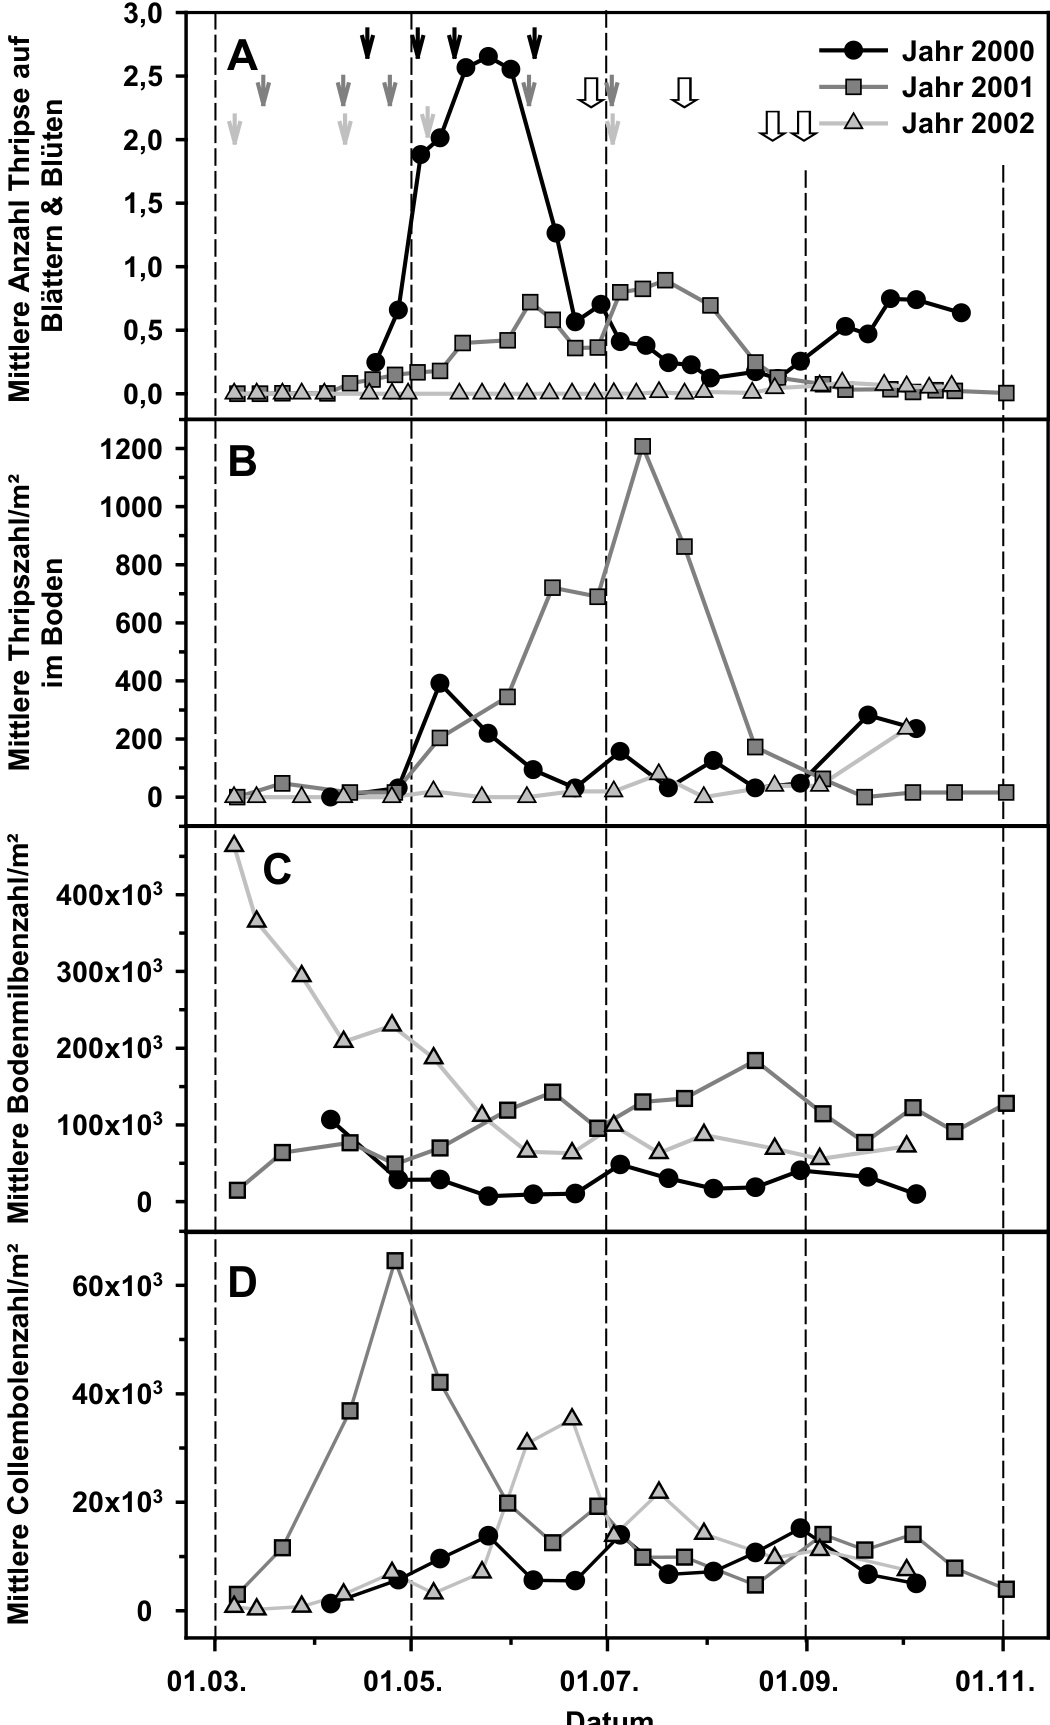 3,0
2,5
2,0
1,5
1,0
0,5
0,0
Mittlere Anzahl Thripse auf
Blättern & Blüten
A
Jahr 2000
Jahr 2001
Jahr 2002
1200
1000
800
600
400
200
0
Mittlere Thripszahl/m²
im Boden
B
400x10³
300x10³
200x10³
100x10³
0
Mittlere Bodenmilbenzahl/m²
C
60x10³
40x10³
20x10³
0
Mittlere Collembolenzahl/m²
D
01.03. 01.05. 01.07. 01.09. 01.11.
Datum